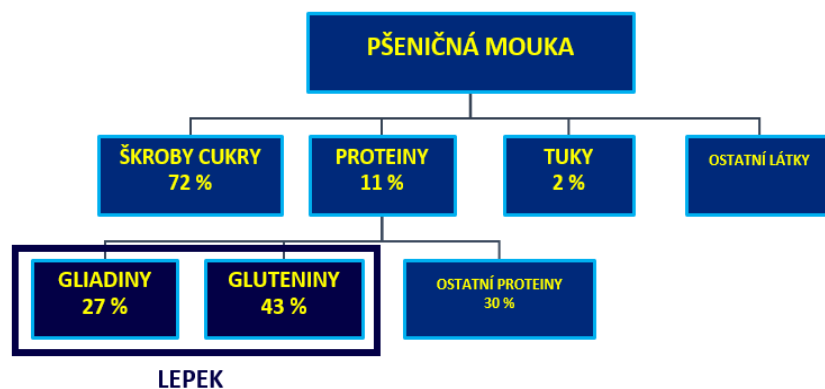 PŠENIČNÁ MOUKA
ŠKROBY CUKRY
72 %
PROTEINY
11 %
TUKY
2 %
OSTATNÍ LÁTKY
GLIADINY
27 %
GLUTENINY
43 %
OSTATNÍ PROTEINY
30 %
LEPEK